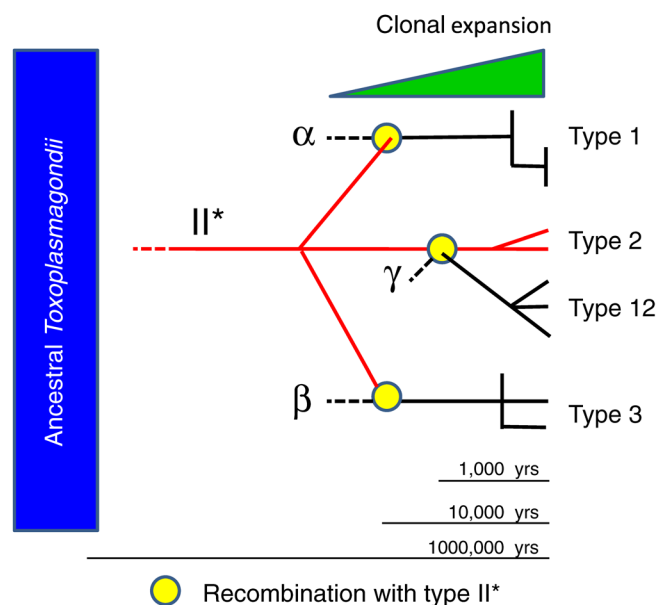 Clonal expansion
α
Type 1
II*
Type 2
γ
Type 12
β
Type 3
Ancestral Toxoplasmagondii
1,000 yrs
10,000 yrs
1000,000 yrs
Recombination with type II*